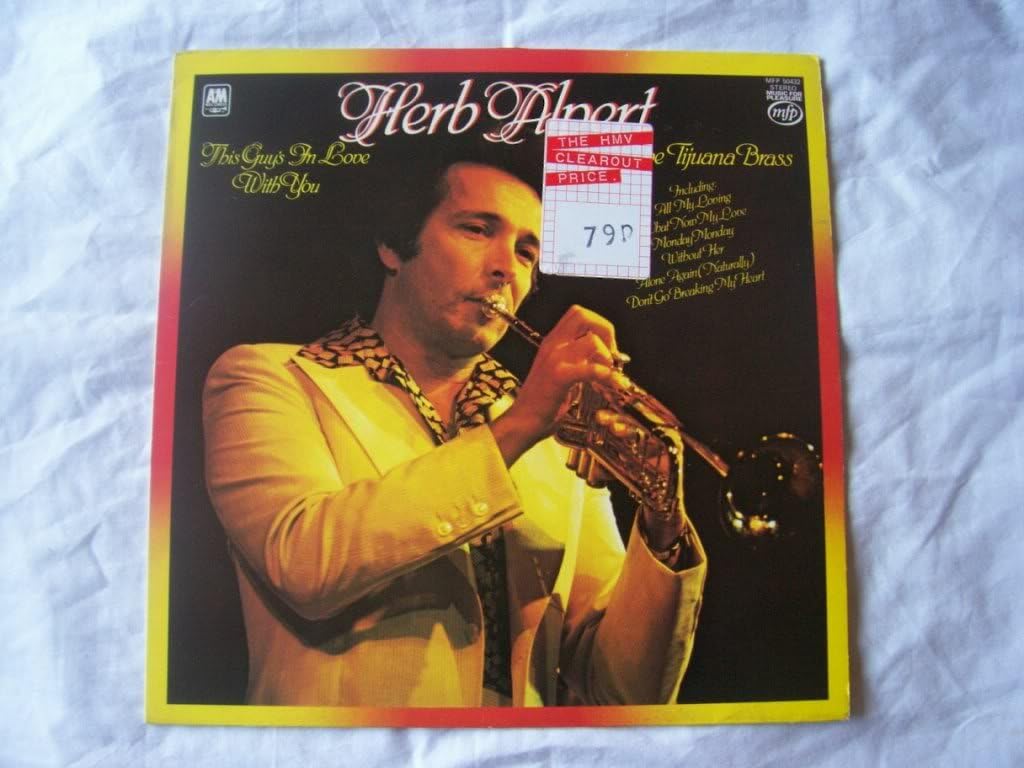 AM
RECORDS
Herb Alpert
MFP 50432
STEREO
MUSIC FOR
PLEASURE
mfp
This Guy's In Love
With You
Tijuana Brass
THE HMV
CLEAROUT
PRICE.
79P
Including:
All My Loving
What Now My Love
Monday Monday
Without Her
Alone Again (Naturally)
Don't Go Breaking My Heart